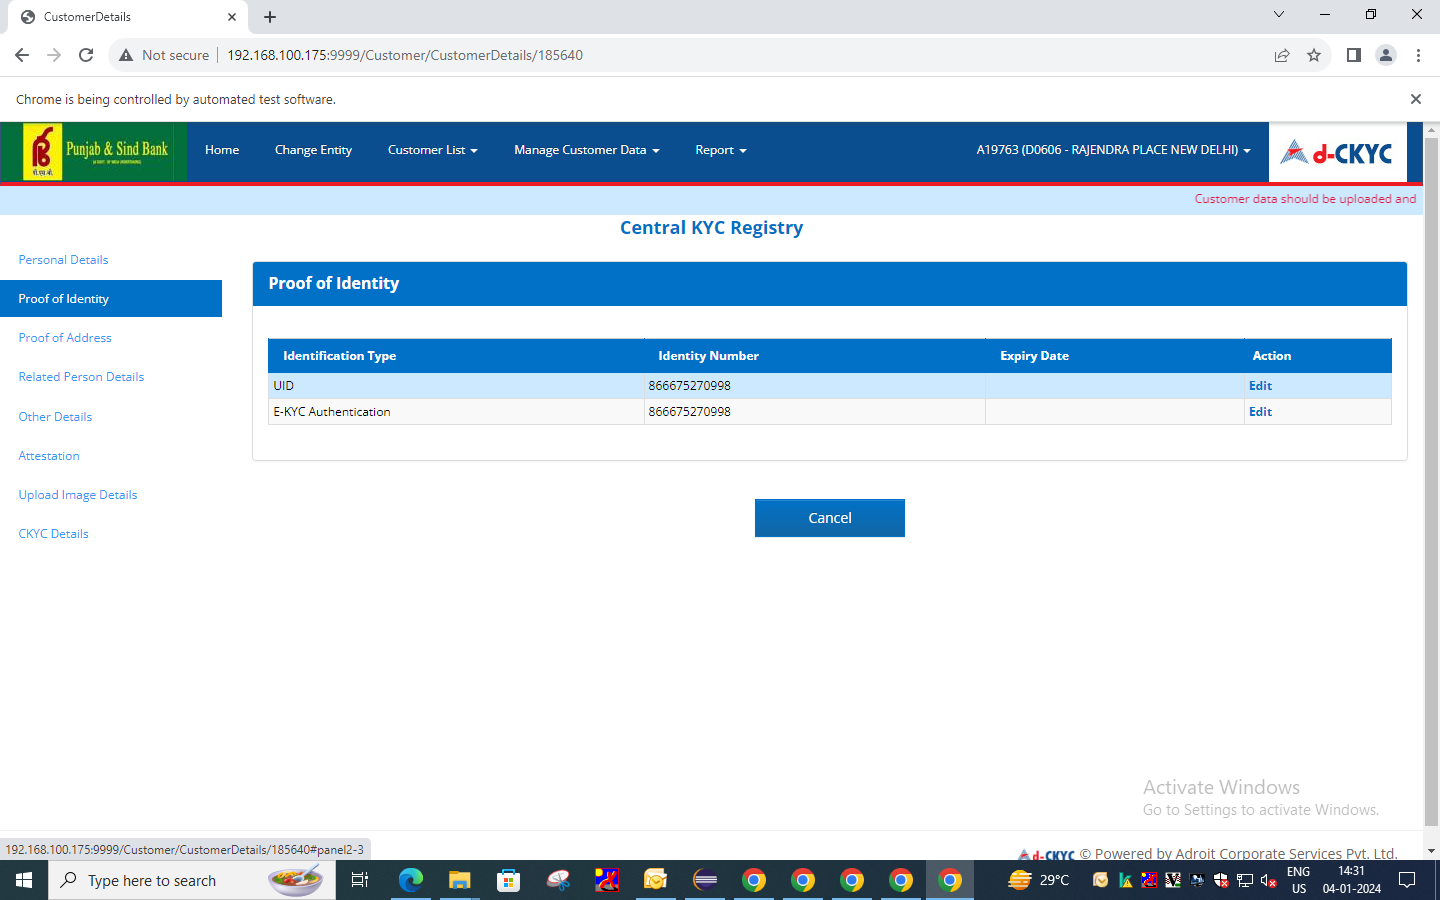 CustomerDetails
Not secure
192.168.100.175:9999/Customer/CustomerDetails/185640
Chrome is being controlled by automated test software.
पी.एस.बी.
Punjab & Sind Bank
Home
Change Entity
Customer List
Manage Customer Data
Report
A19763 (D0606 - RAJENDRA PLACE NEW DELHI)
d-CKYC
Customer data should be uploaded and
Central KYC Registry
Personal Details
Proof of Identity
Proof of Address
Related Person Details
Other Details
Attestation
Upload Image Details
CKYC Details
Proof of Identity
Identification Type Identity Number Expiry Date Action
UID 866675270998 Edit
E-KYC Authentication 866675270998 Edit
Cancel
Activate Windows
Go to Settings to activate Windows.
192.168.100.175:9999/Customer/CustomerDetails/185640#panel2-3
d-CKYC © Powered by Adroit Corporate Services Pvt. Ltd.
Type here to search
29°C
ENG
US
14:31
04-01-2024